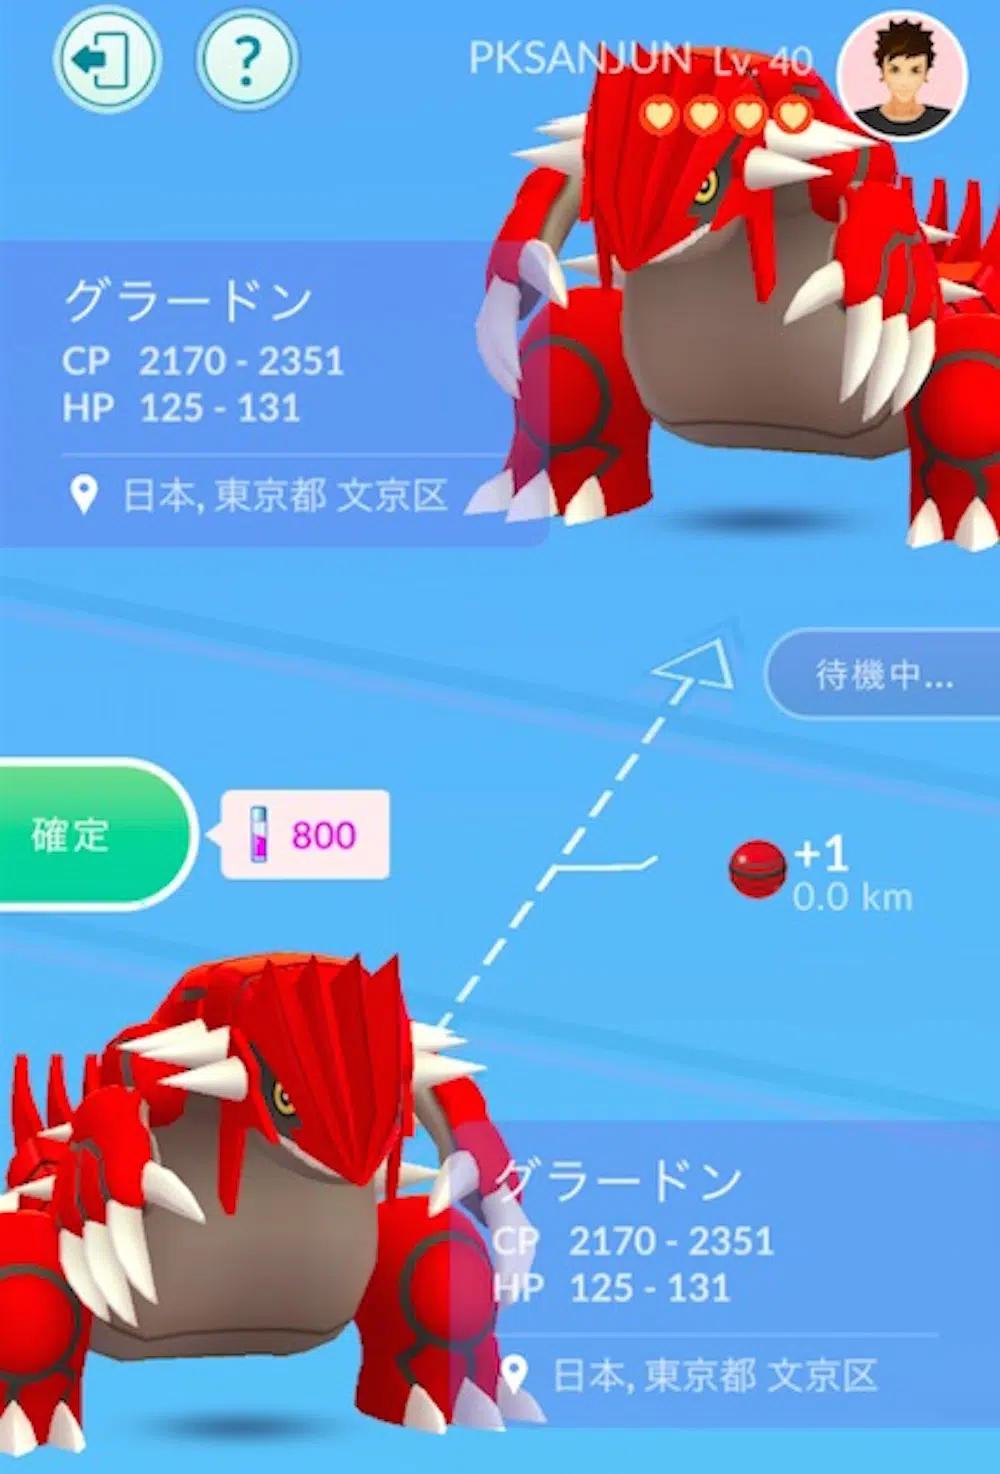 ?
PKSANJUN Lv. 40
グラードン
CP 2170 - 2351
HP 125 - 131
日本, 東京都 文京区
待機中...
確定
800
+1
0.0 km
グラードン
CP 2170 - 2351
HP 125 - 131
日本, 東京都 文京区